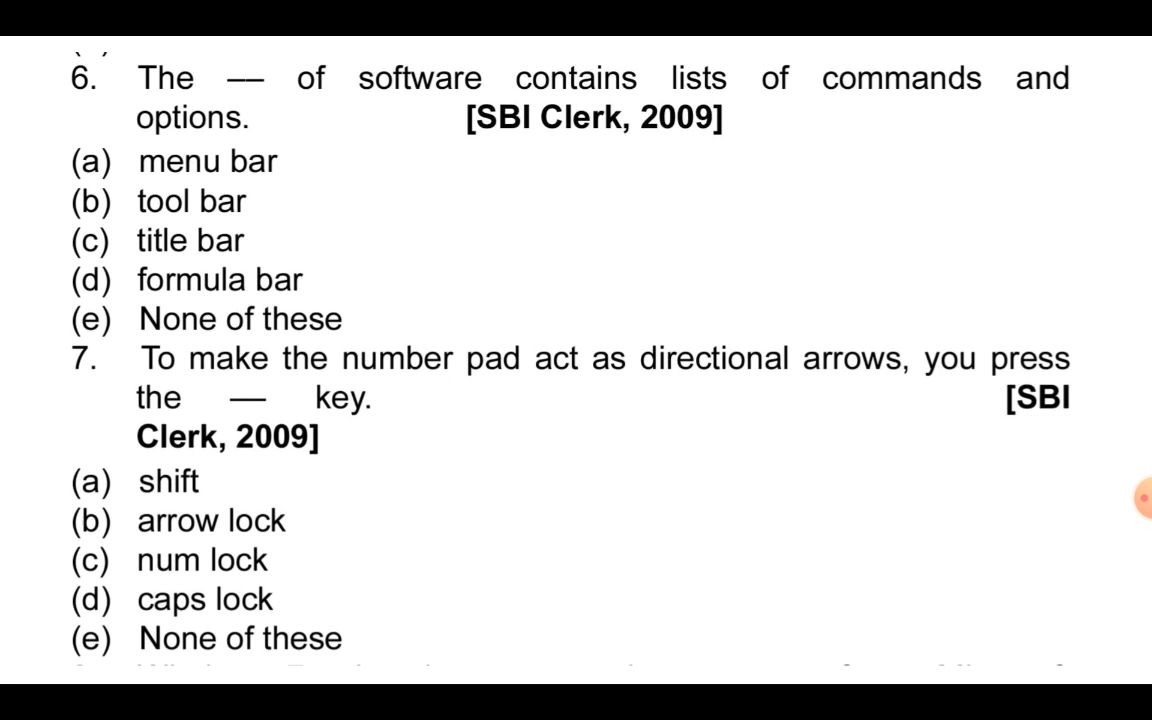 6. The — of software contains lists of commands and
options. [SBI Clerk, 2009]
(a) menu bar
(b) tool bar
(c) title bar
(d) formula bar
(e) None of these
7. To make the number pad act as directional arrows, you press
the — key. [SBI
Clerk, 2009]
(a) shift
(b) arrow lock
(c) num lock
(d) caps lock
(e) None of these